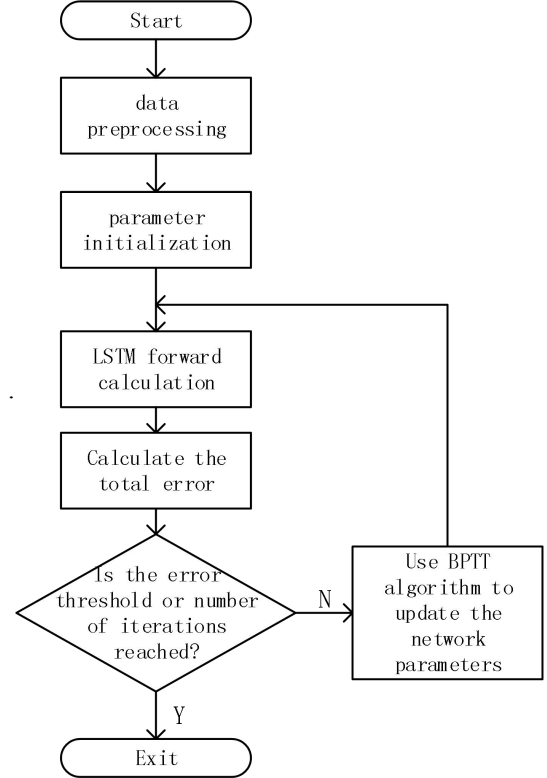 Start
data
preprocessing
parameter
initialization
LSTM forward
calculation
Calculate the
total error
Is the error
threshold or number
of iterations
reached?
N
Use BPTT
algorithm to
update the
network
parameters
Y
Exit